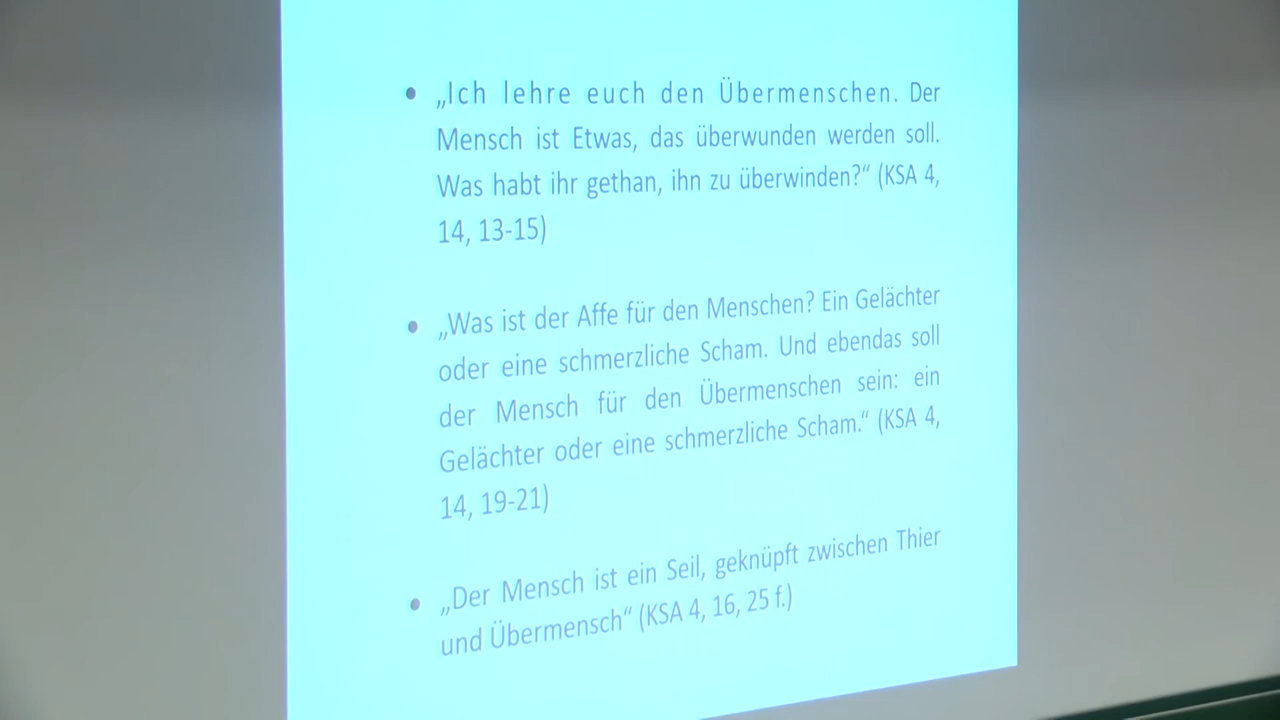 • „Ich lehre euch den Übermenschen. Der
Mensch ist Etwas, das überwunden werden soll.
Was habt ihr gethan, ihn zu überwinden?“ (KSA 4,
14, 13-15)
• „Was ist der Affe für den Menschen? Ein Gelächter
oder eine schmerzliche Scham. Und ebendas soll
der Mensch für den Übermenschen sein: ein
Gelächter oder eine schmerzliche Scham.“ (KSA 4,
14, 19-21)
• „Der Mensch ist ein Seil, geknüpft zwischen Thier
und Übermensch“ (KSA 4, 16, 25 f.)